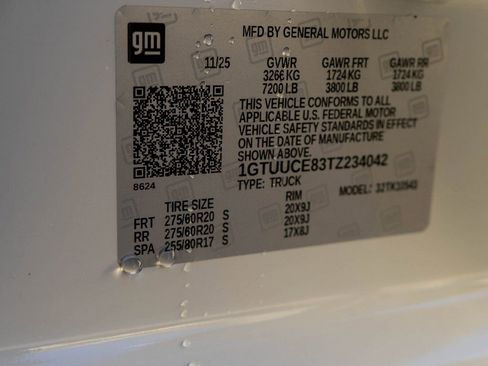 gm
MFD BY GENERAL MOTORS LLC
11/25 GVWR GAWR FRT GAWR RR
3266 KG 1724 KG 1724 KG
7200 LB 3800 LB 3800 LB
THIS VEHICLE CONFORMS TO ALL
APPLICABLE U.S. FEDERAL MOTOR
VEHICLE SAFETY STANDARDS IN EFFECT
ON THE DATE OF MANUFACTURE
SHOWN ABOVE.
1GTUUCE83TZ234042
8624
TYPE: TRUCK MODEL:
TIRE SIZE RIM
FRT 275/60R20 S 20X9J
RR 275/60R20 S 20X9J
SPA 255/80R17 S 17X8J